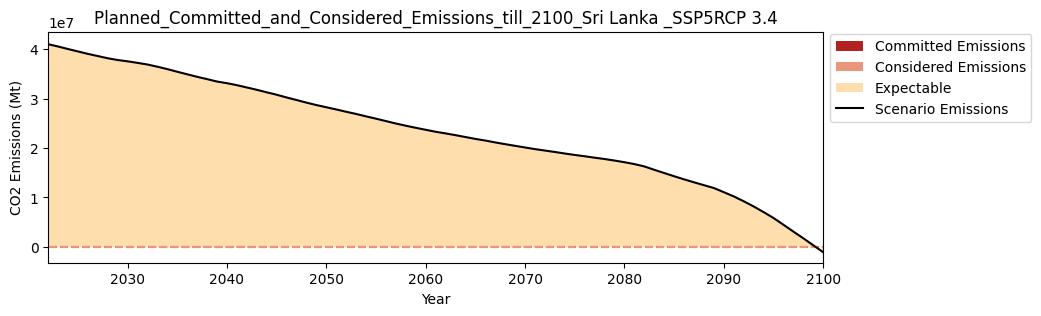 Planned_Committed_and_Considered_Emissions_till_2100_Sri Lanka _SSP5RCP 3.4
1e7
4
3
2
1
0
CO2 Emissions (Mt)
2030 2040 2050 2060 2070 2080 2090 2100
Year
Committed Emissions
Considered Emissions
Expectable
Scenario Emissions